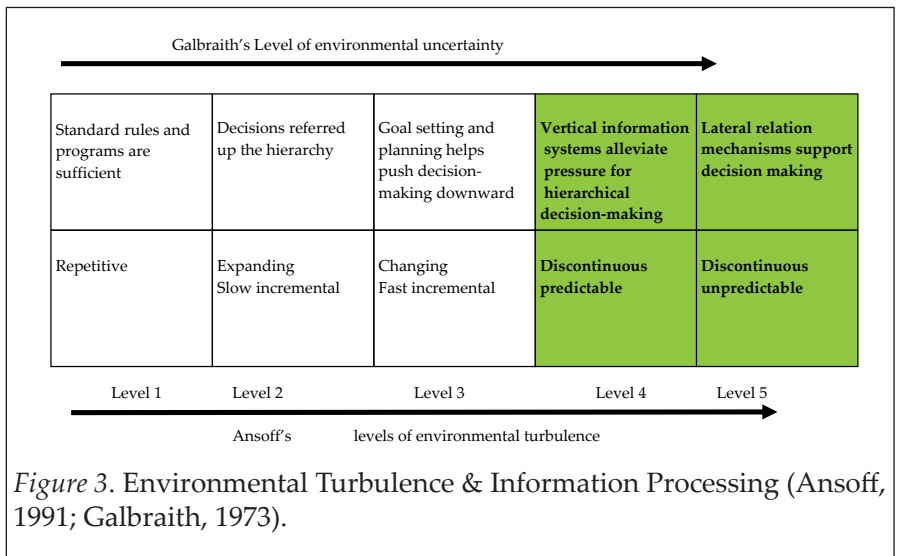 Galbraith's Level of environmental uncertainty
Standard rules and
programs are
sufficient
Decisions referred
up the hierarchy
Goal setting and
planning helps
push decision-
making downward
Vertical information
systems alleviate
pressure for
hierarchical
decision-making
Lateral relation
mechanisms support
decision making
Repetitive
Expanding
Slow incremental
Changing
Fast incremental
Discontinuous
predictable
Discontinuous
unpredictable
Level 1 Level 2 Level 3 Level 4 Level 5
Ansoff's levels of environmental turbulence
Figure 3. Environmental Turbulence & Information Processing (Ansoff,
1991; Galbraith, 1973).